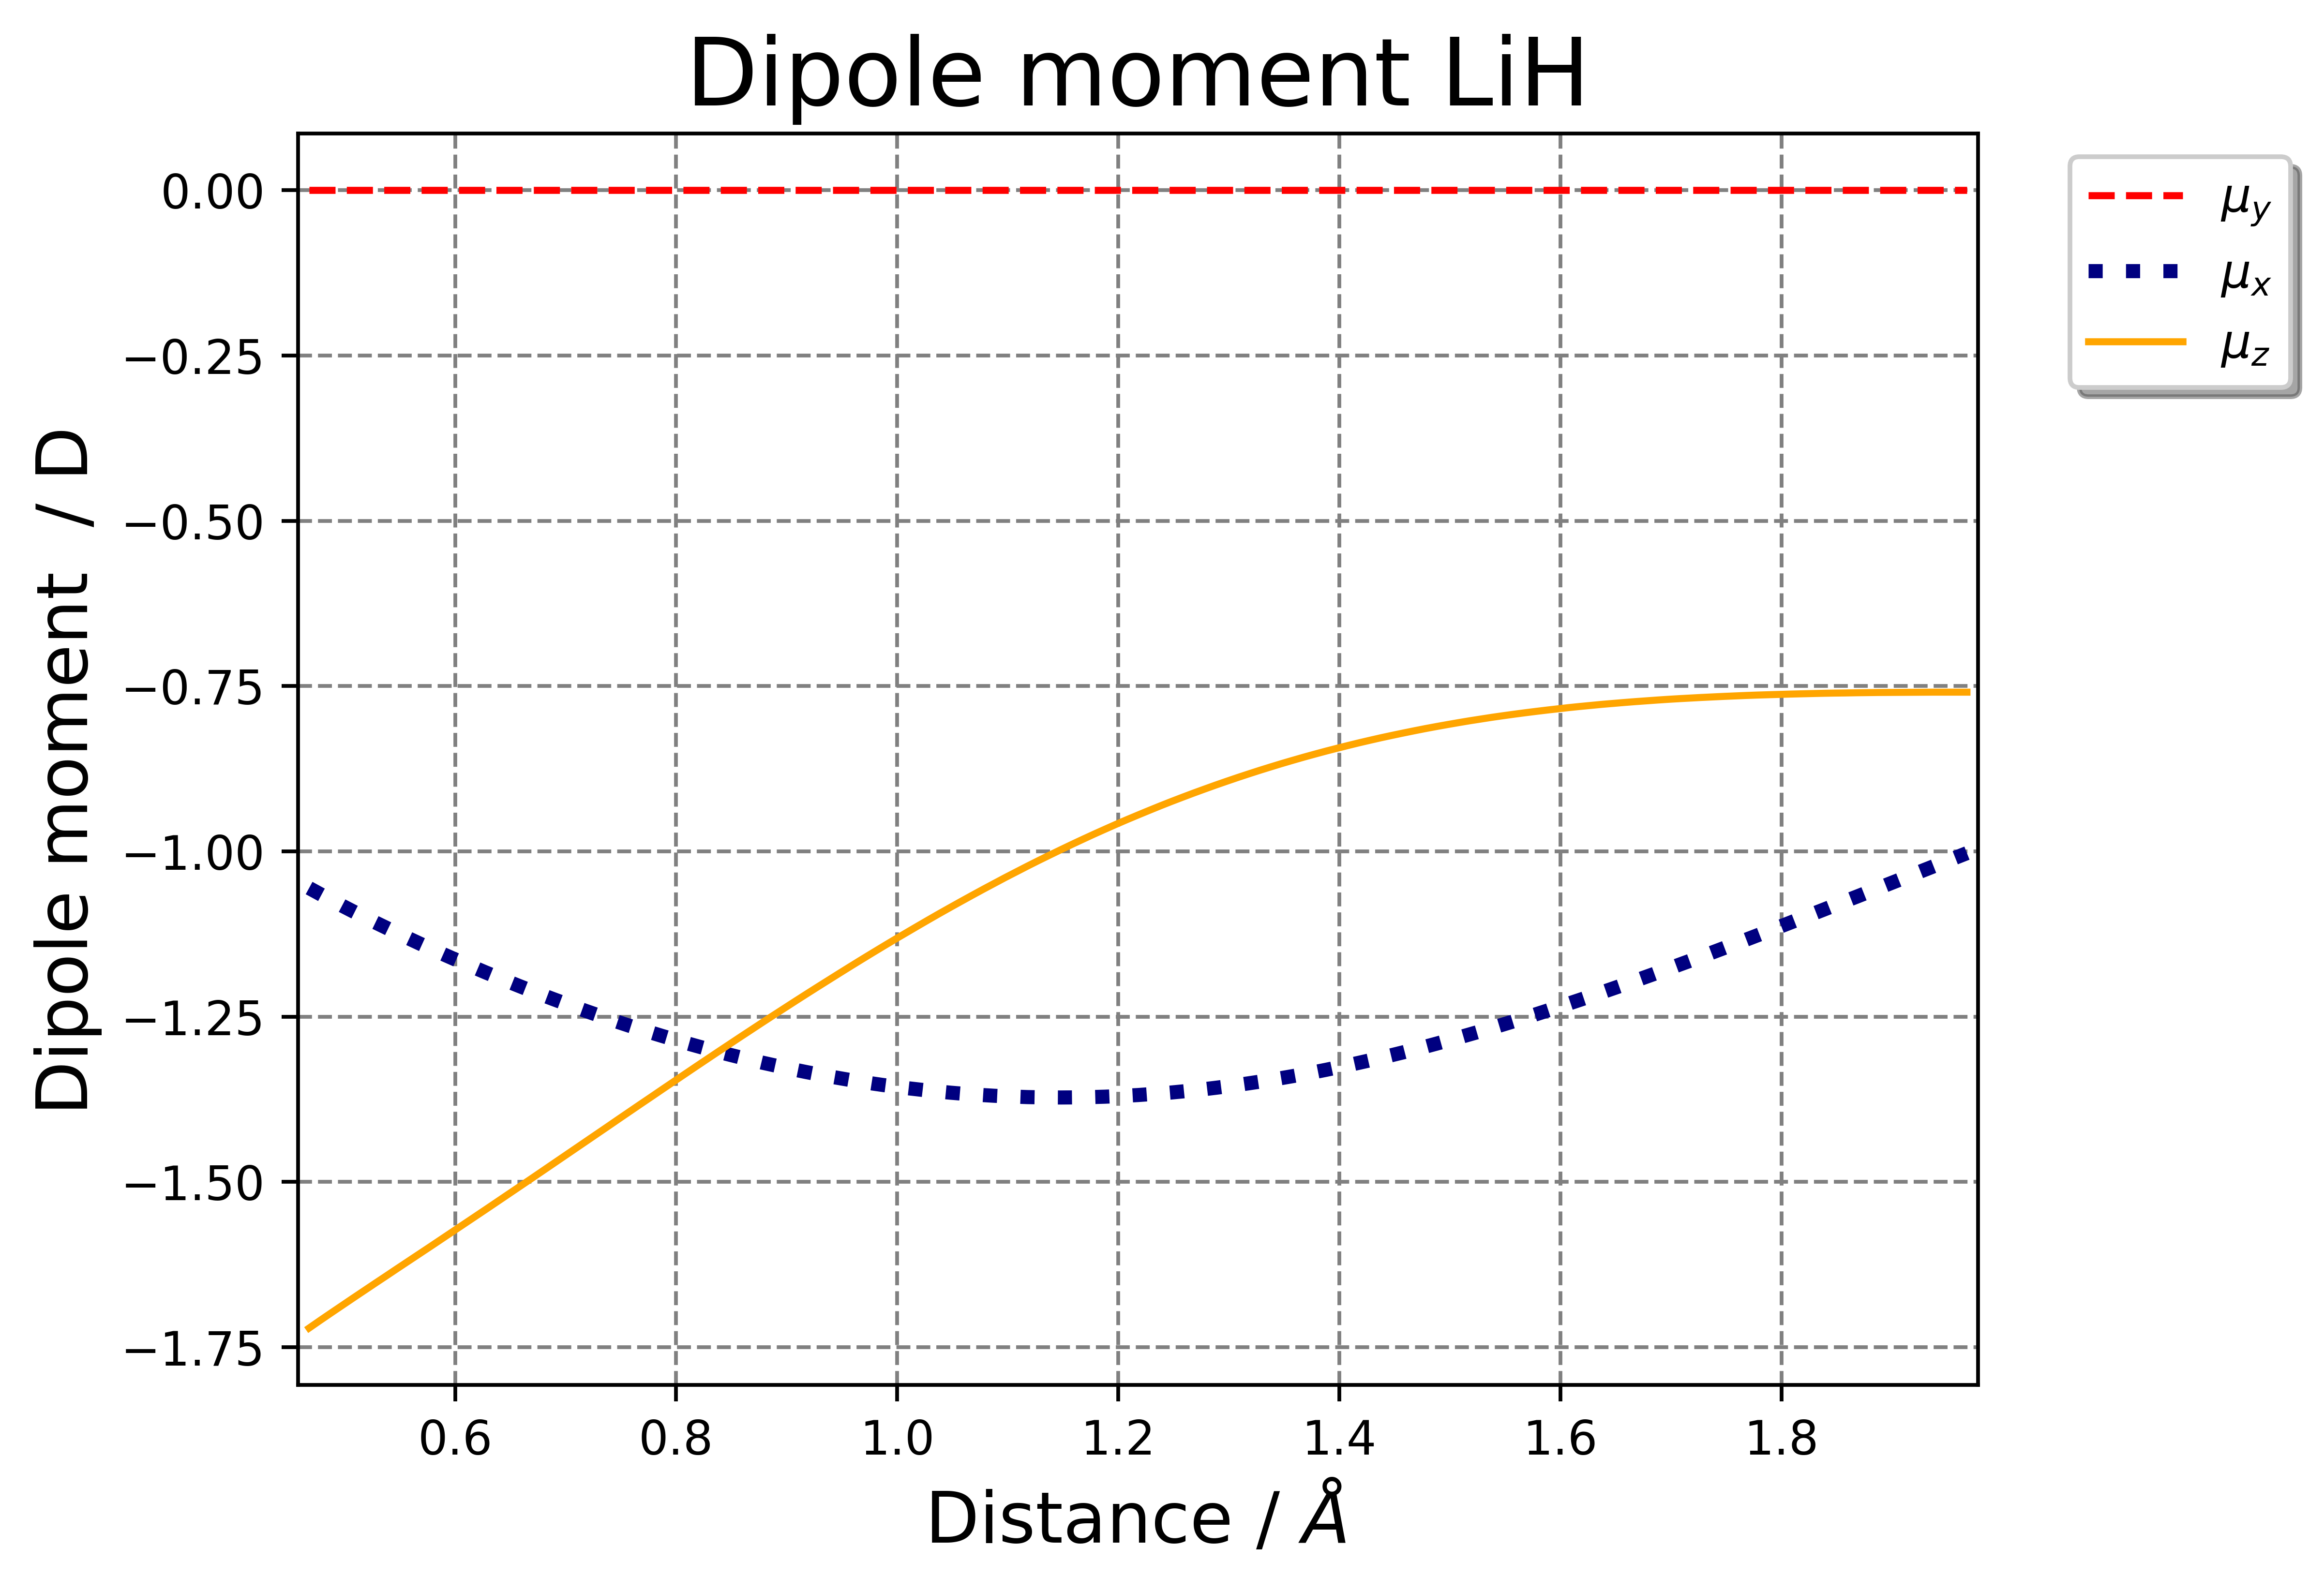 Dipole moment LiH
Dipole moment / D
0.00
−0.25
−0.50
−0.75
−1.00
−1.25
−1.50
−1.75
0.6 0.8 1.0 1.2 1.4 1.6 1.8
Distance / Å
μy
μx
μz